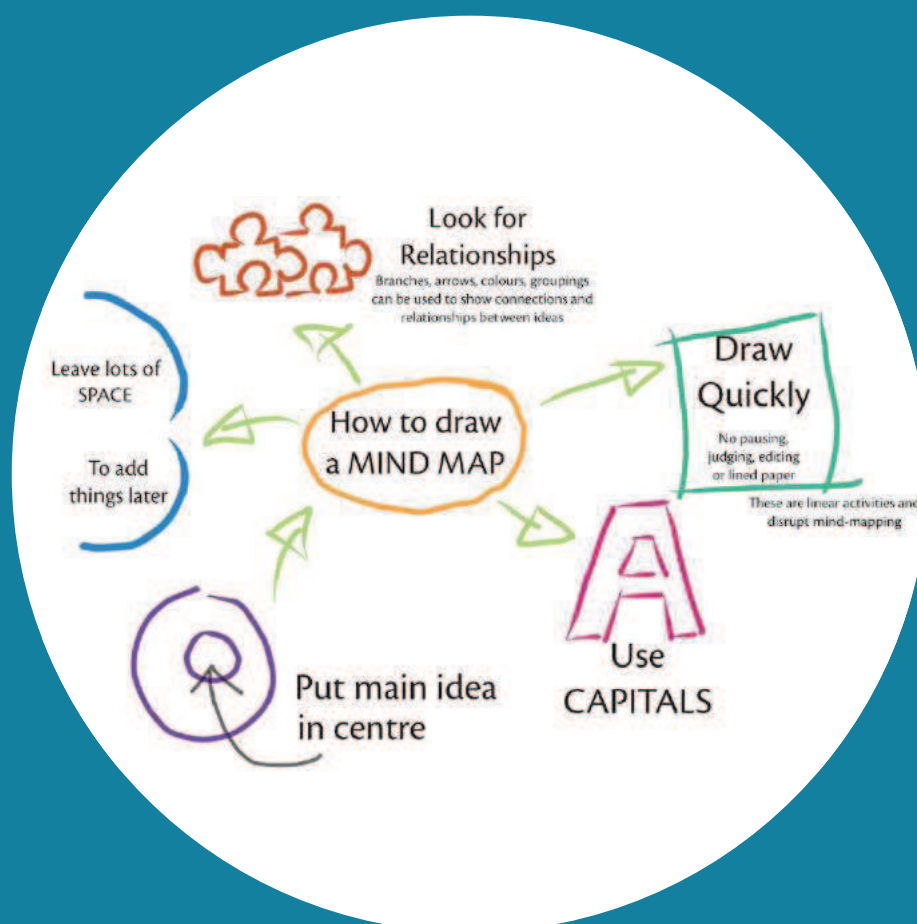 Look for
Relationships
Branches, arrows, colours, groupings
can be used to show connections and
relationships between ideas
Draw
Quickly
No pausing,
judging, editing
or lined paper
These are linear activities and
disrupt mind-mapping
Leave lots of
SPACE
To add
things later
How to draw
a MIND MAP
Use
CAPITALS
Put main idea
in centre